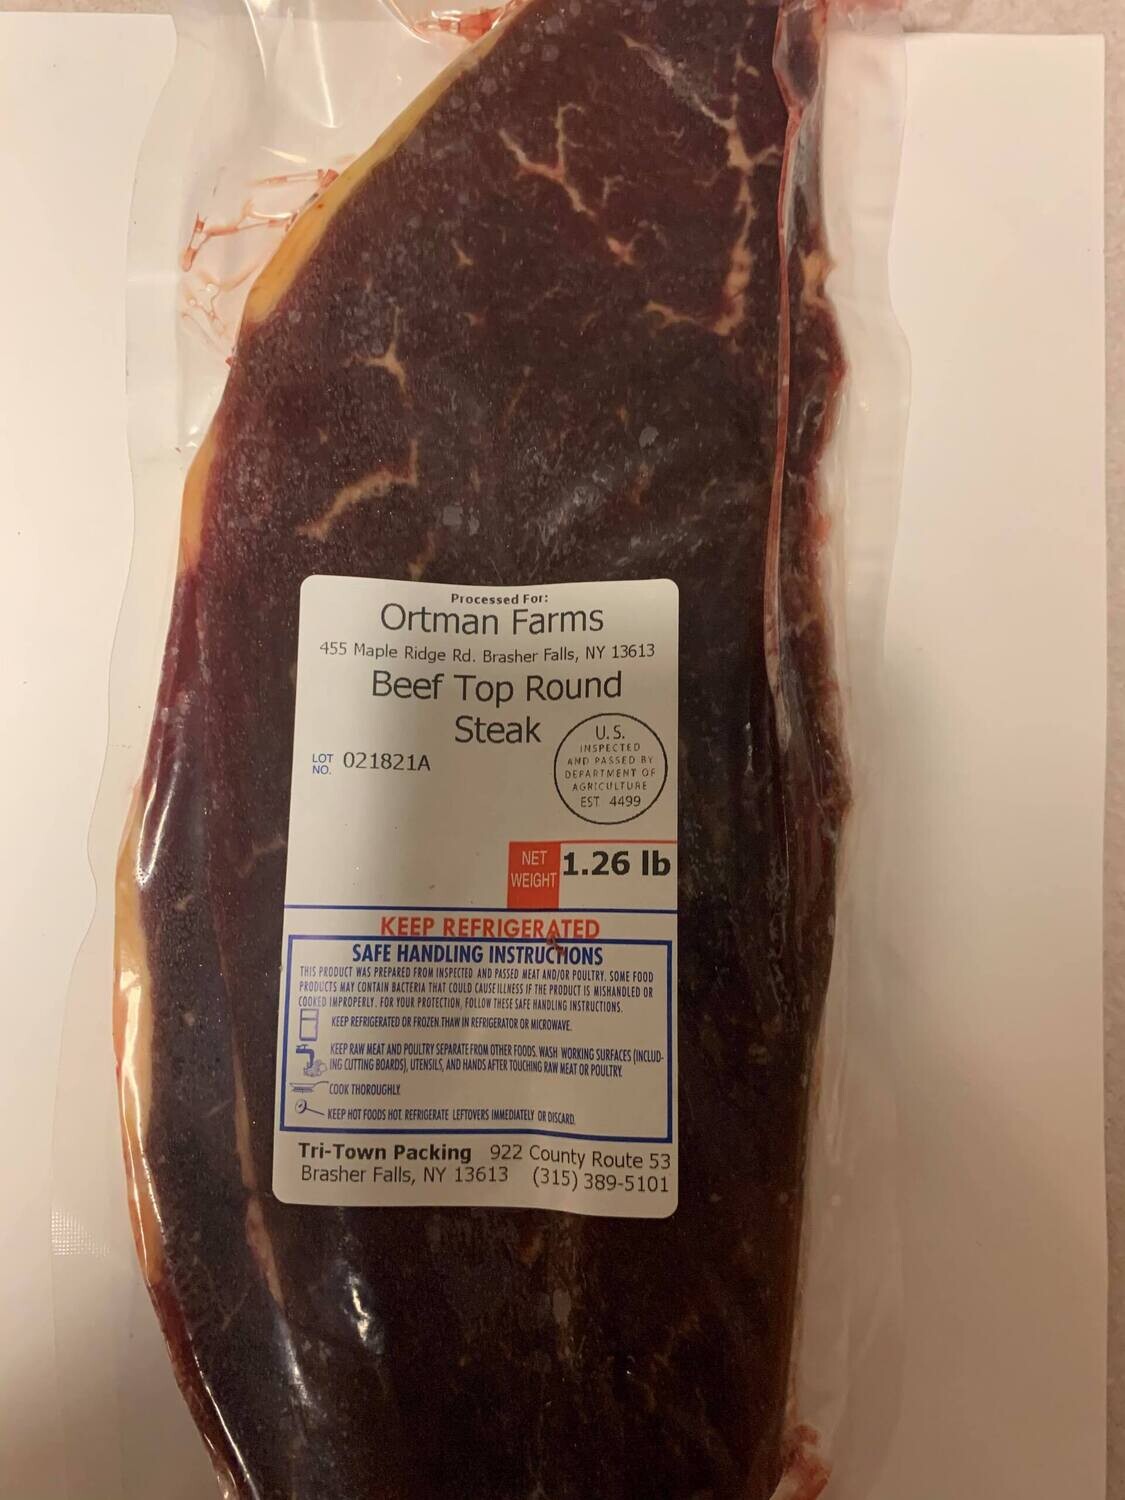 Processed For:
Ortman Farms
455 Maple Ridge Rd. Brasher Falls, NY 13613
Beef Top Round
Steak
LOT NO. 021821A
U.S.
INSPECTED
AND PASSED BY
DEPARTMENT OF
AGRICULTURE
EST 4499
NET
WEIGHT
1.26 lb
KEEP REFRIGERATED
SAFE HANDLING INSTRUCTIONS
THIS PRODUCT WAS PREPARED FROM INSPECTED AND PASSED MEAT AND/OR POULTRY. SOME FOOD
PRODUCTS MAY CONTAIN BACTERIA THAT COULD CAUSE ILLNESS IF THE PRODUCT IS MISHANDLED OR
COOKED IMPROPERLY. FOR YOUR PROTECTION, FOLLOW THESE SAFE HANDLING INSTRUCTIONS.
KEEP REFRIGERATED OR FROZEN. THAW IN REFRIGERATOR OR MICROWAVE.
KEEP RAW MEAT AND POULTRY SEPARATE FROM OTHER FOODS. WASH WORKING SURFACES (INCLUD-
ING CUTTING BOARDS), UTENSILS, AND HANDS AFTER TOUCHING RAW MEAT OR POULTRY.
COOK THOROUGHLY.
KEEP HOT FOODS HOT. REFRIGERATE LEFTOVERS IMMEDIATELY OR DISCARD.
Tri-Town Packing 922 County Route 53
Brasher Falls, NY 13613 (315) 389-5101